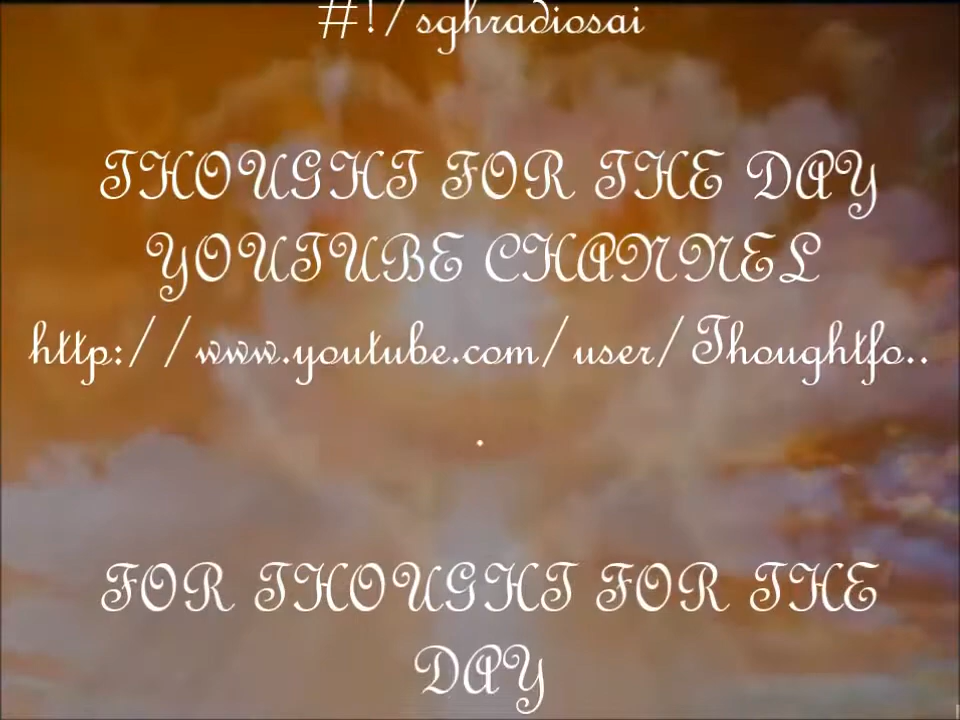 #!/sghradiosai
THOUGHT FOR THE DAY
YOUTUBE CHANNEL
http://www.youtube.com/user/Thoughtfo..
.
FOR THOUGHT FOR THE
DAY